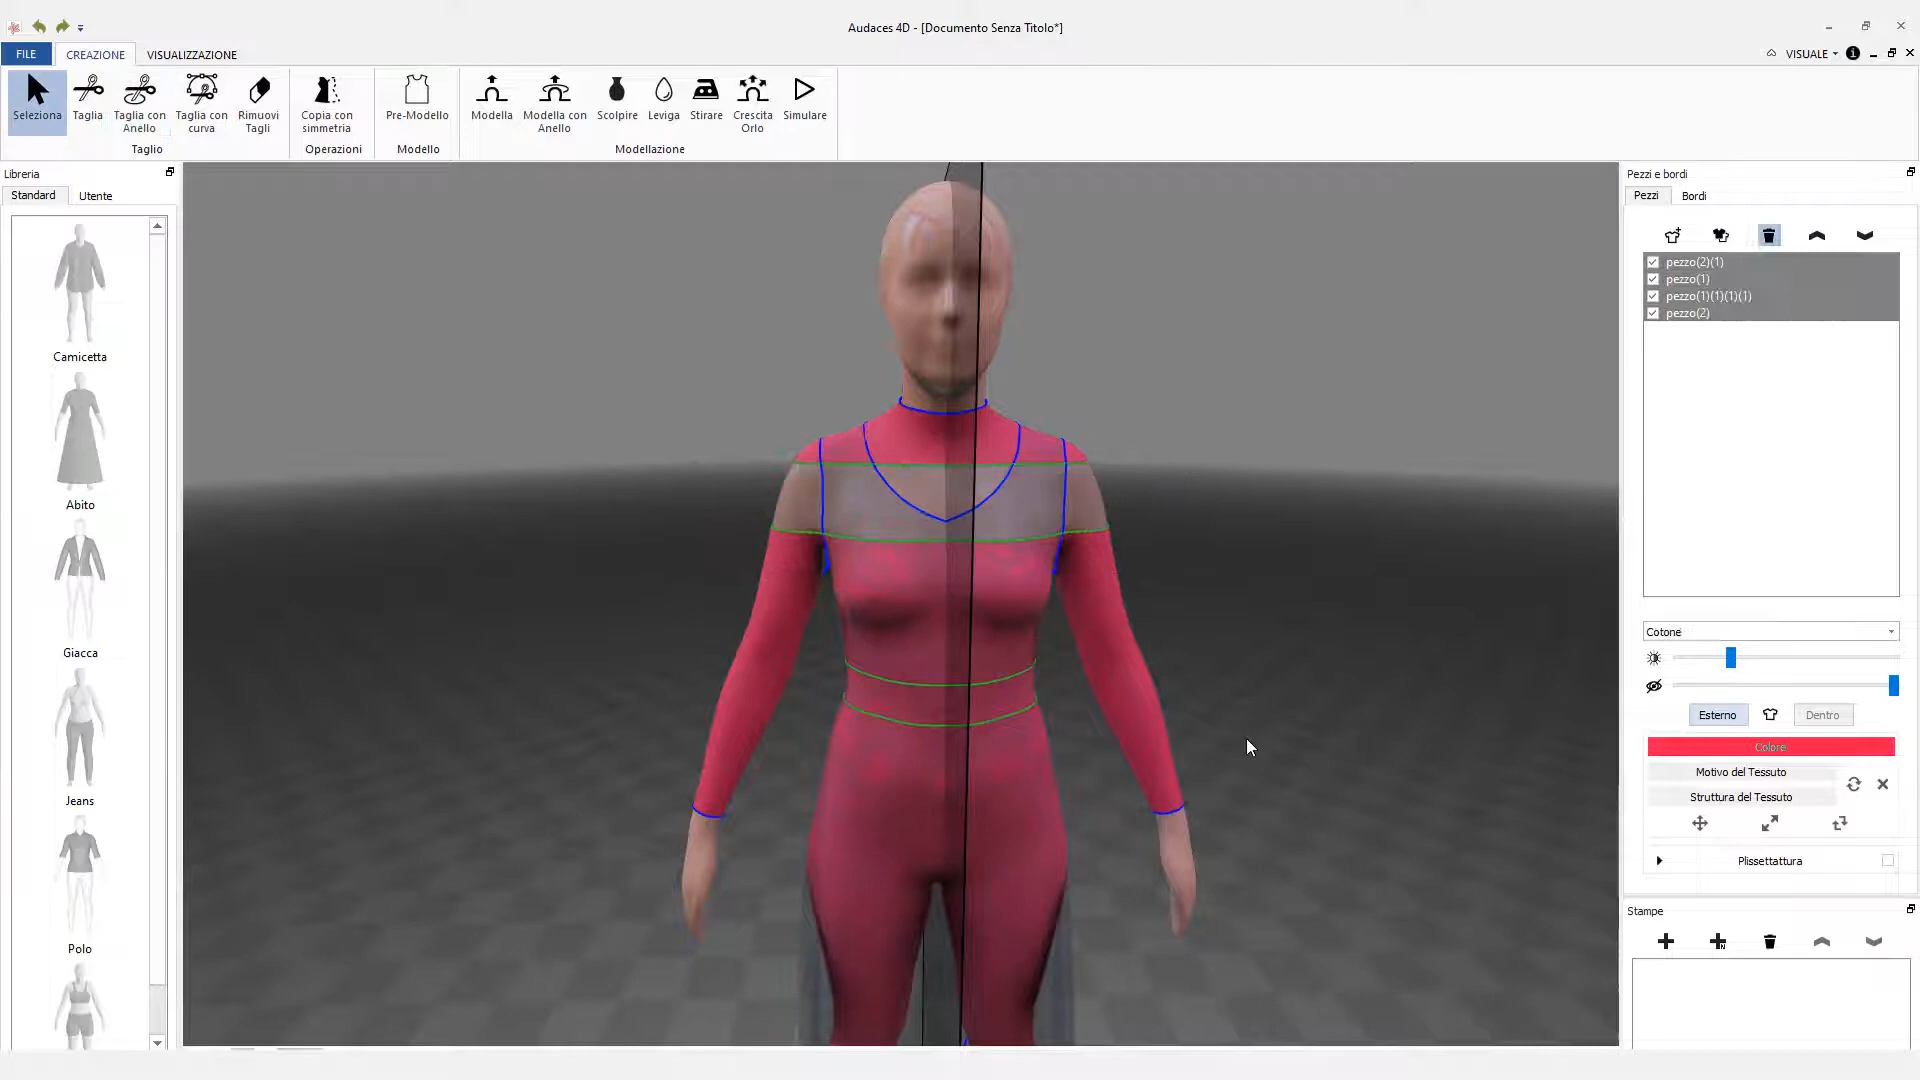 Audaces 4D - [Documento Senza Titolo*]
FILE
CREAZIONE
VISUALIZZAZIONE
VISUALE
Seleziona
Taglia
Taglia con
Anello
Taglia con
curva
Rimuovi
Tagli
Copia con
simmetria
Pre-Modello
Modella
Modella con
Anello
Scolpire
Leviga
Stirare
Crescita
Orlo
Simulare
Taglio
Operazioni
Modello
Modellazione
Libreria
Standard
Utente
Camicetta
Abito
Giacca
Jeans
Polo
Pezzi e bordi
Pezzi
Bordi
pezzo(2)(1)
pezzo(1)
pezzo(1)(1)(1)(1)
pezzo(2)
Cotone
Esterno
Dentro
Colore
Motivo del Tessuto
Struttura del Tessuto
Plissettattura
Stampe